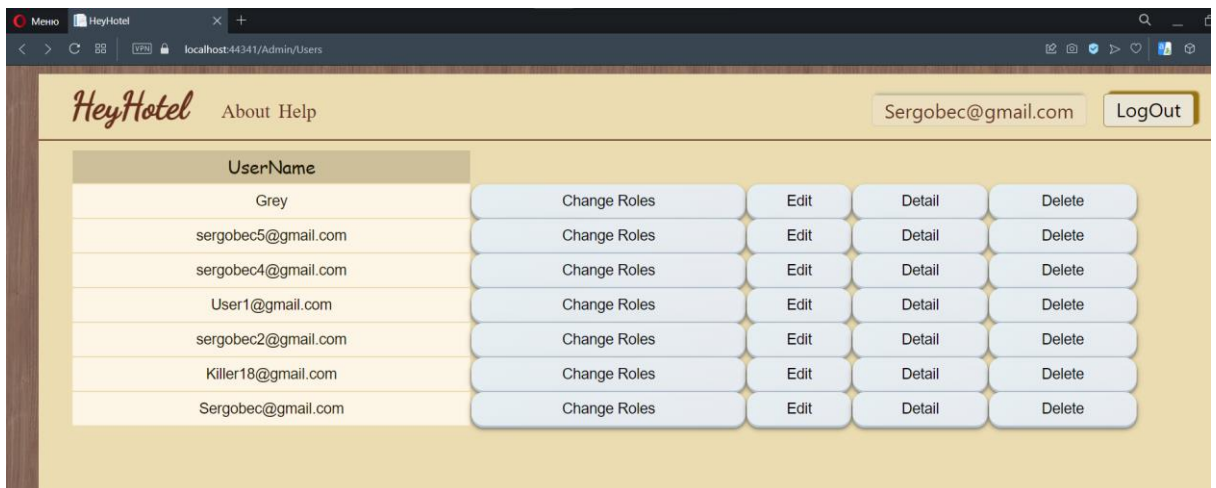 Меню HeyHotel
VPN localhost:44341/Admin/Users
HeyHotel About Help Sergobec@gmail.com LogOut
UserName
Grey Change Roles Edit Detail Delete
sergobec5@gmail.com Change Roles Edit Detail Delete
sergobec4@gmail.com Change Roles Edit Detail Delete
User1@gmail.com Change Roles Edit Detail Delete
sergobec2@gmail.com Change Roles Edit Detail Delete
Killer18@gmail.com Change Roles Edit Detail Delete
Sergobec@gmail.com Change Roles Edit Detail Delete